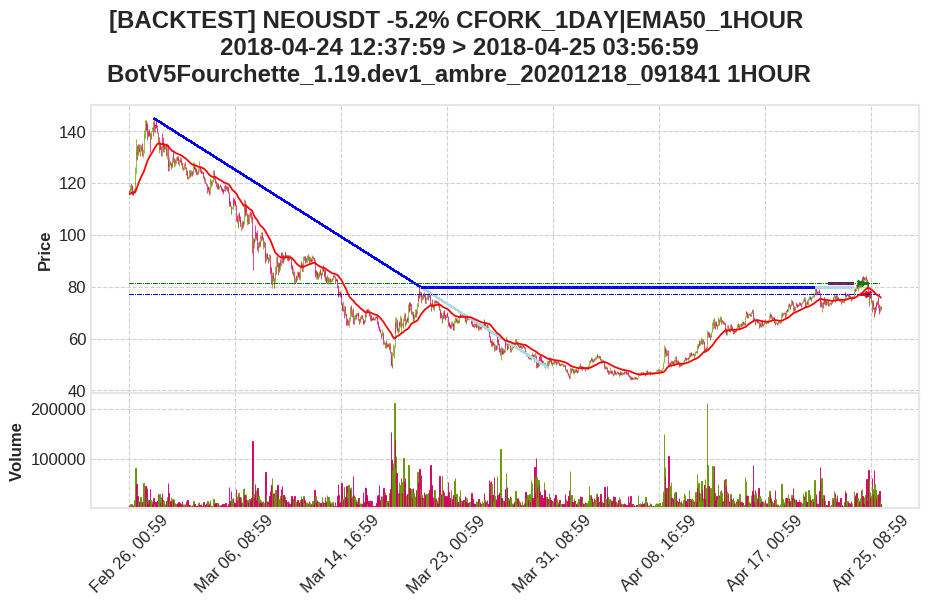 [BACKTEST] NEOUSDT -5.2% CFORK_1DAY|EMA50_1HOUR
2018-04-24 12:37:59 > 2018-04-25 03:56:59
BotV5Fourchette_1.19.dev1_ambre_20201218_091841 1HOUR
Price
140
120
100
80
60
40
Volume
200000
100000
Feb 26, 00:59
Mar 06, 08:59
Mar 14, 16:59
Mar 23, 00:59
Mar 31, 08:59
Apr 08, 16:59
Apr 17, 00:59
Apr 25, 08:59